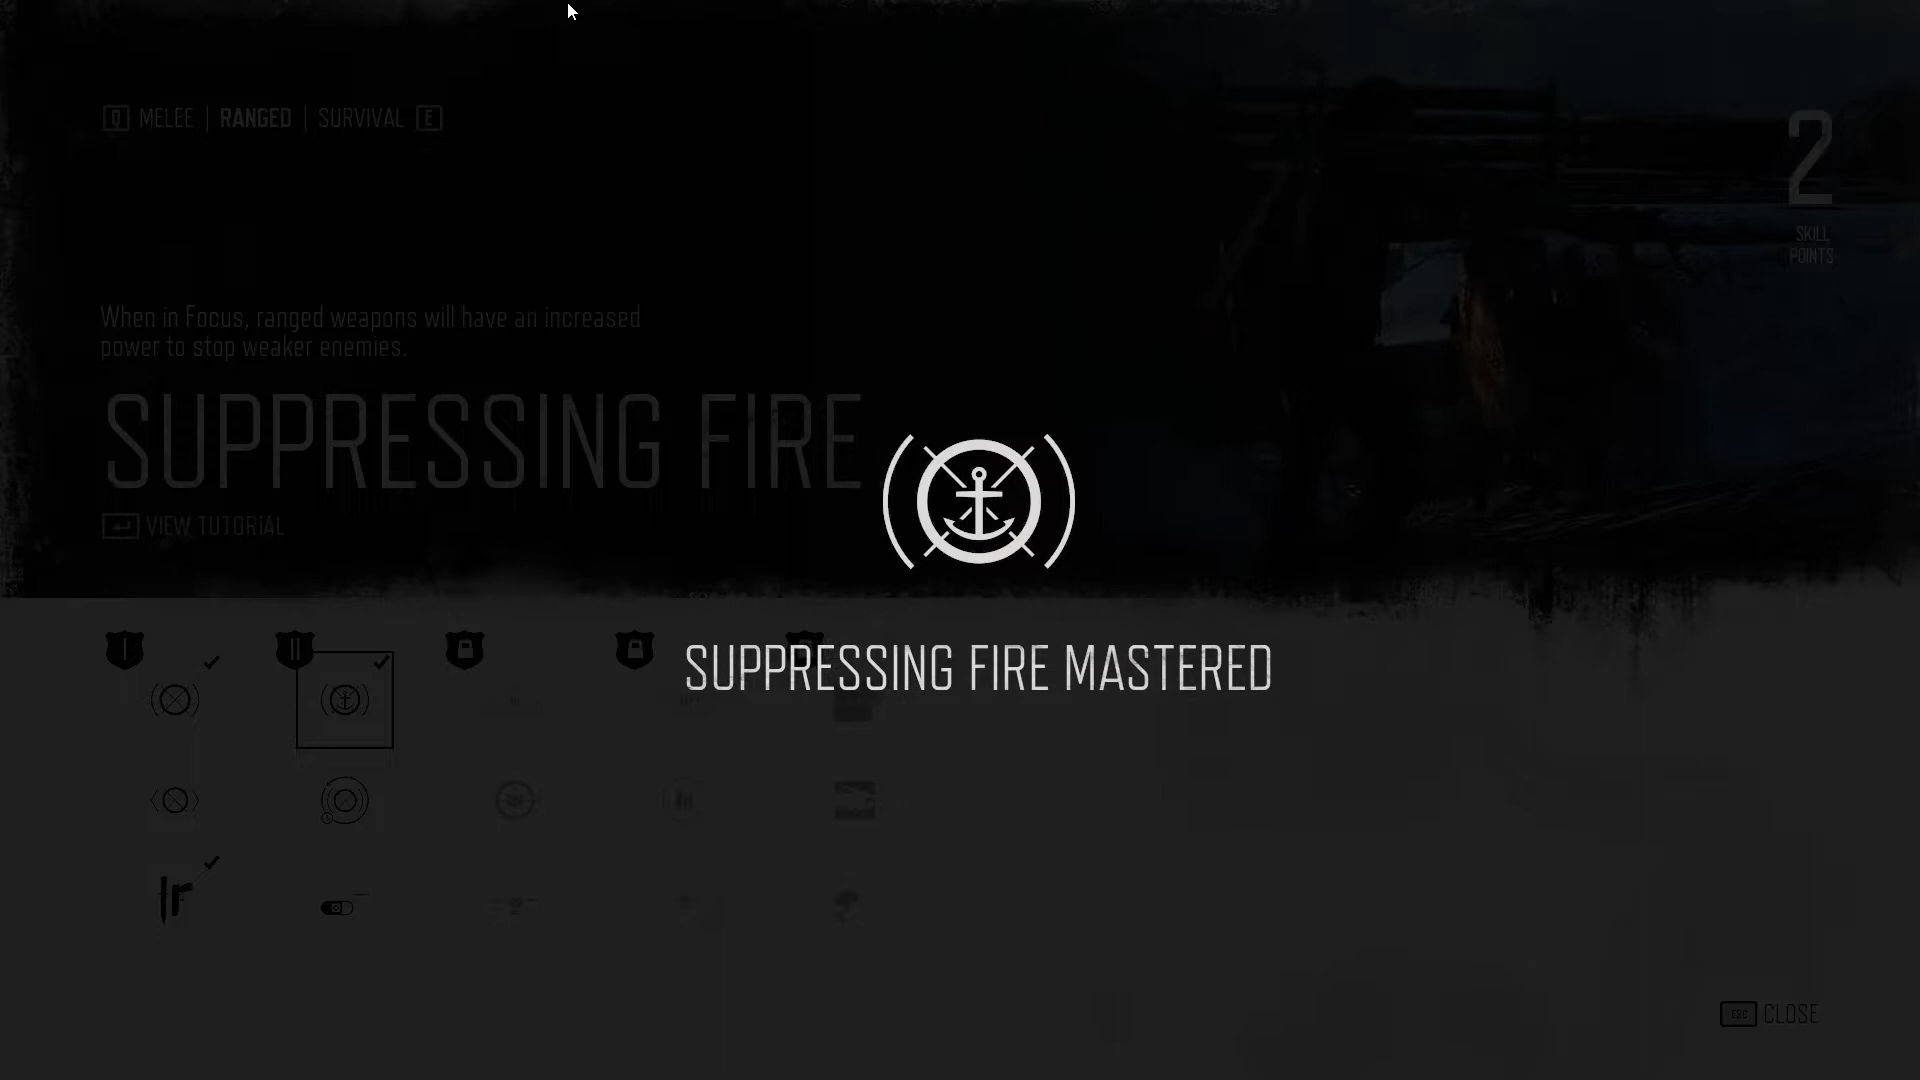 Q MELEE | RANGED | SURVIVAL E
2
SKILL
POINTS
When in Focus, ranged weapons will have an increased
power to stop weaker enemies.
SUPPRESSING FIRE
VIEW TUTORIAL
I
II
SUPPRESSING FIRE MASTERED
ESC CLOSE